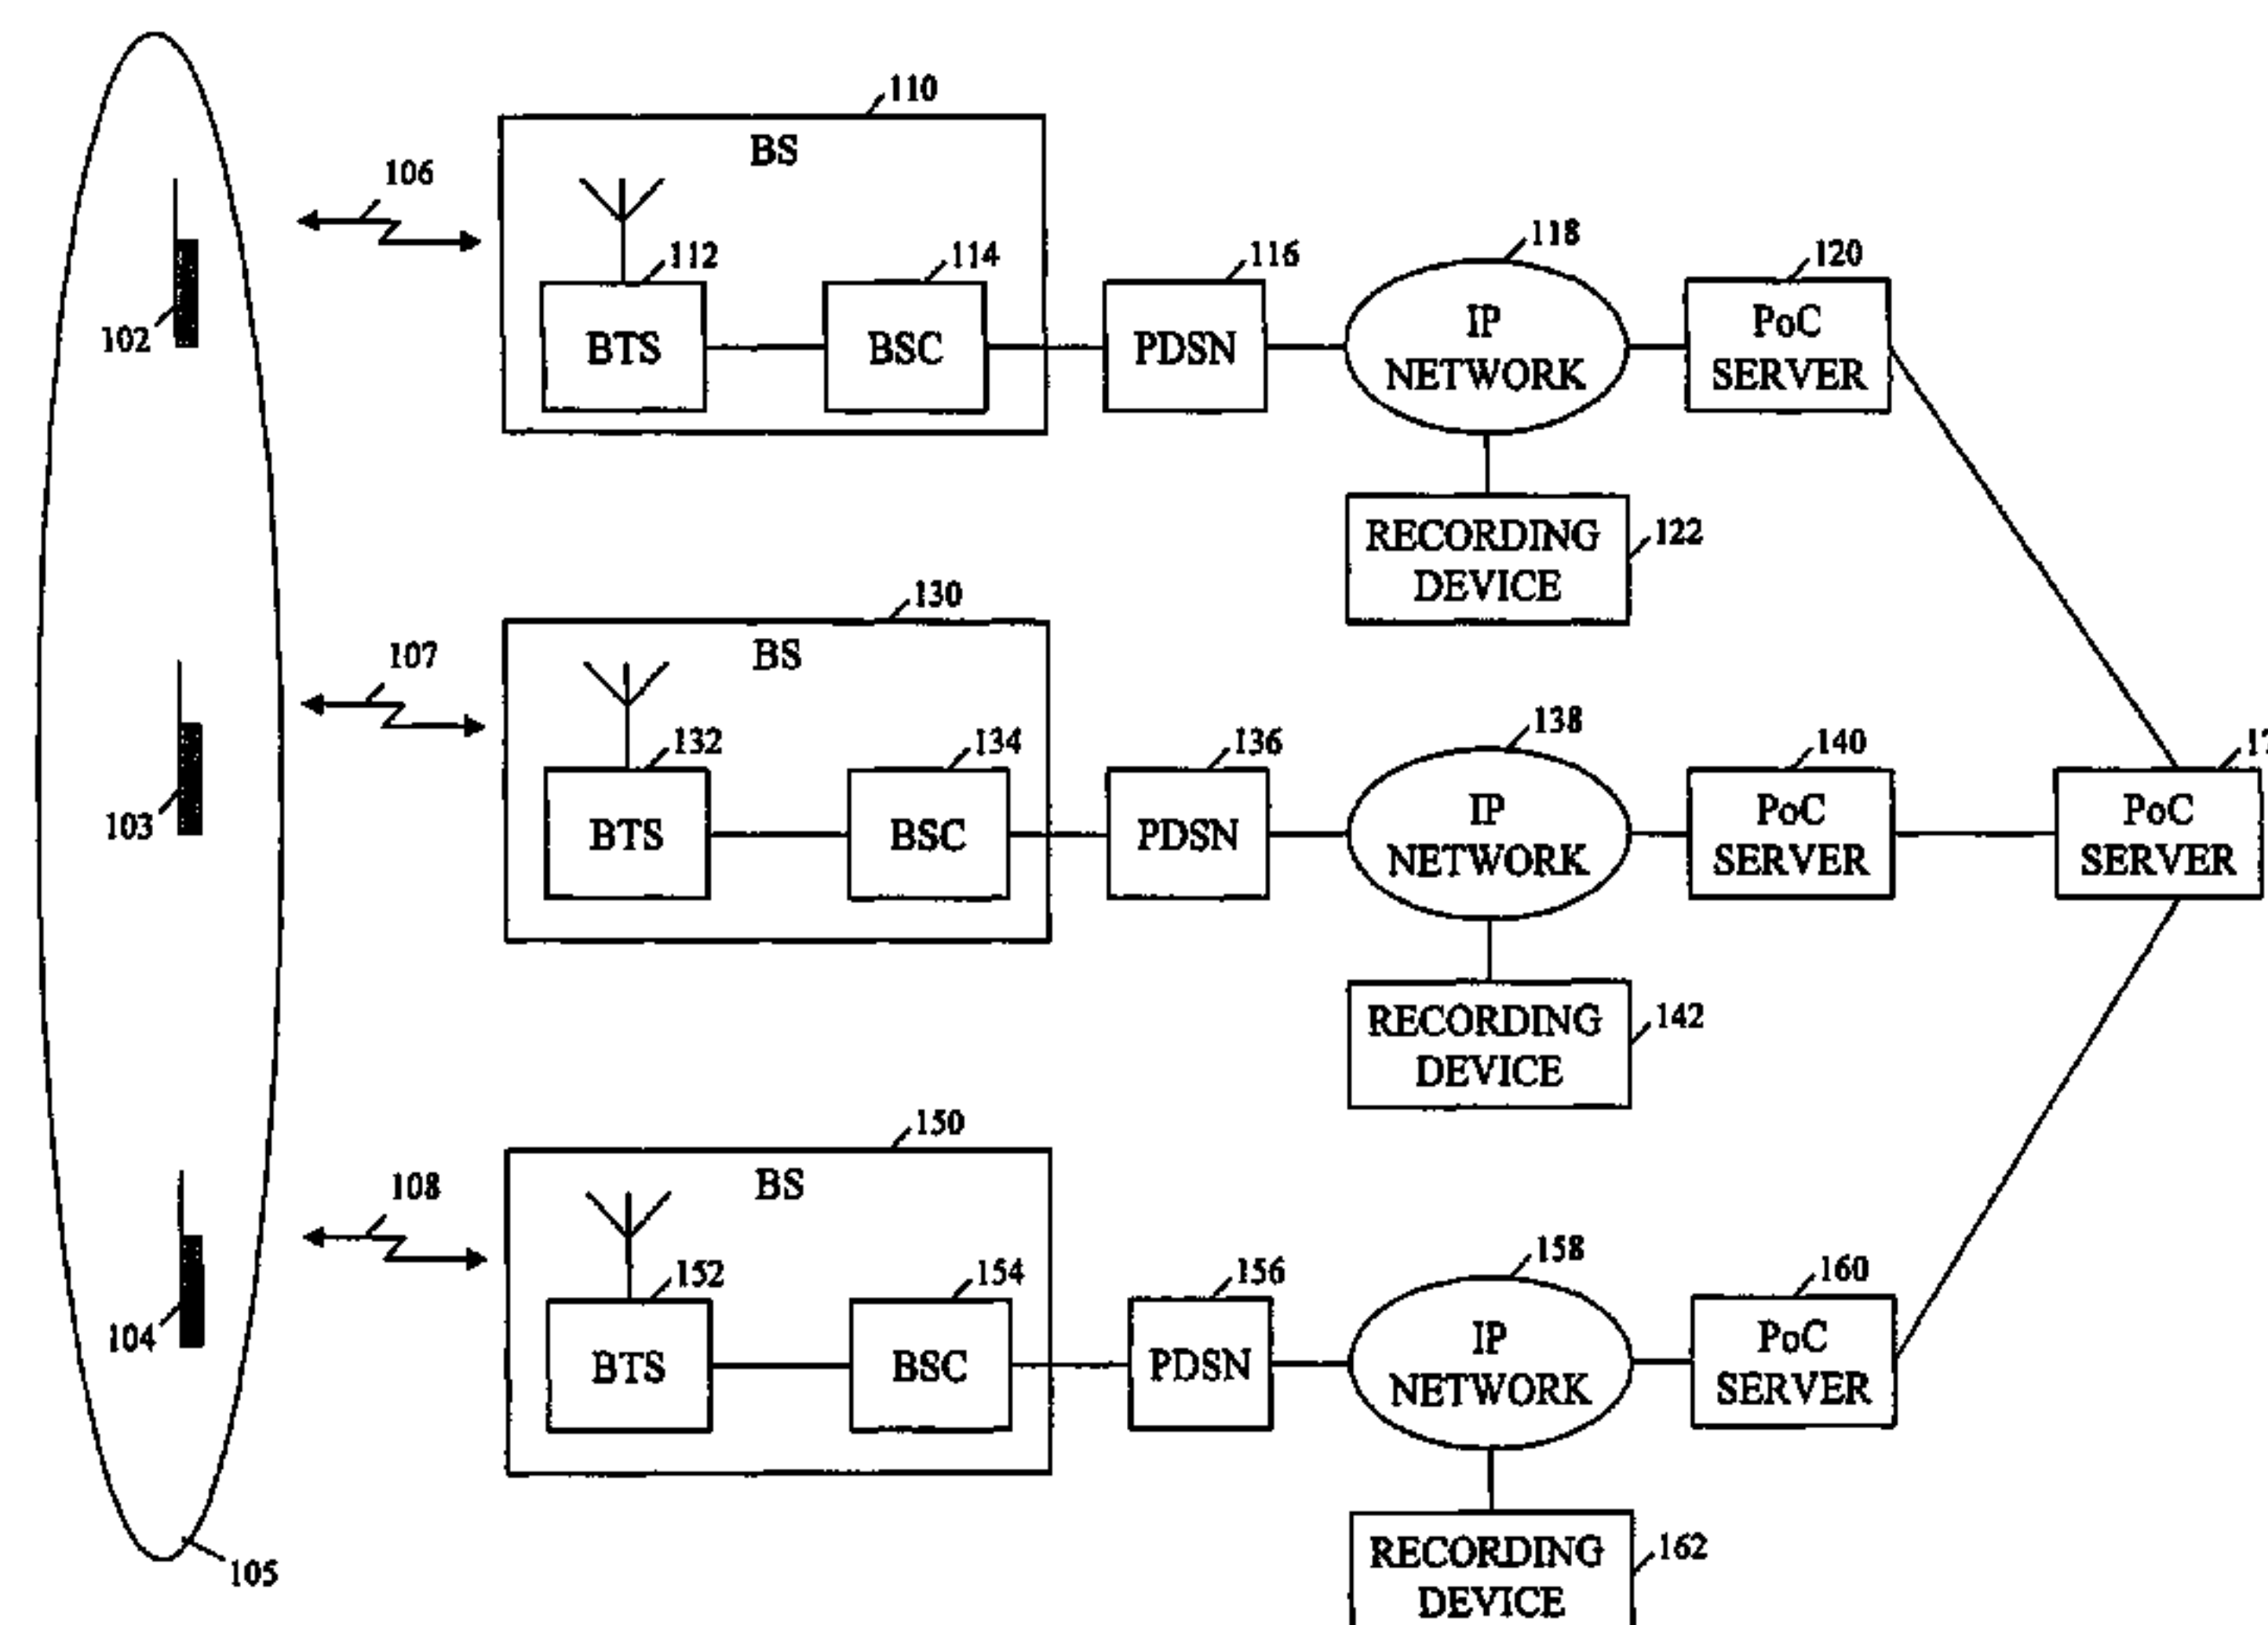 110
BS
106
112
114
116
118
120
BTS
BSC
PDSN
IP
NETWORK
PoC
SERVER
102
RECORDING
DEVICE
122
130
BS
107
132
134
136
138
140
BTS
BSC
PDSN
IP
NETWORK
PoC
SERVER
PoC
SERVER
103
RECORDING
DEVICE
142
150
BS
108
152
154
156
158
160
BTS
BSC
PDSN
IP
NETWORK
PoC
SERVER
104
RECORDING
DEVICE
162
105